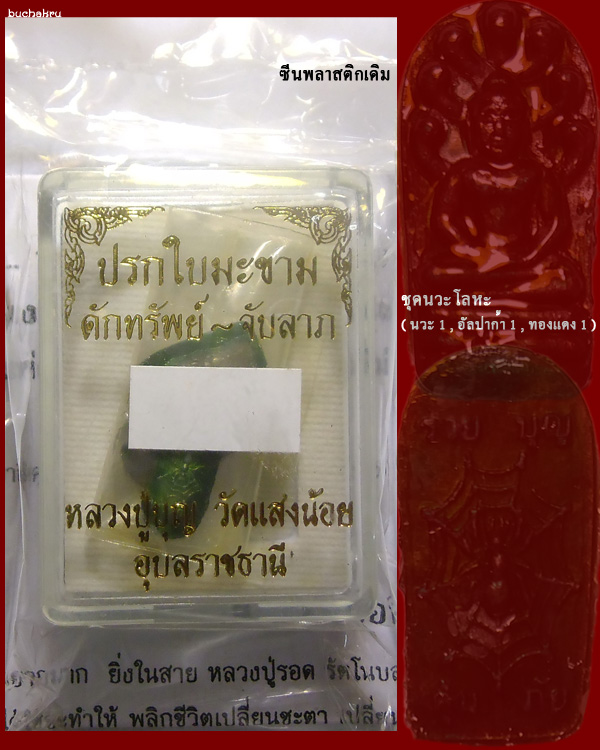 buchakru
ซีนพลาสติกเดิม
ปรกใบมะขาม
ดักทรัพย์ ~ จับลาภ
ชุดนวะโลหะ
( นวะ 1 , อัลปาก้า 1 , ทองแดง 1 )
หลวงปู่บุญ วัดแสงน้อย
อุบลราชธานี
ยิ่งในสาย หลวงปู่รอด
ทำให้ พลิกชีวิตเปลี่ยนชะตา